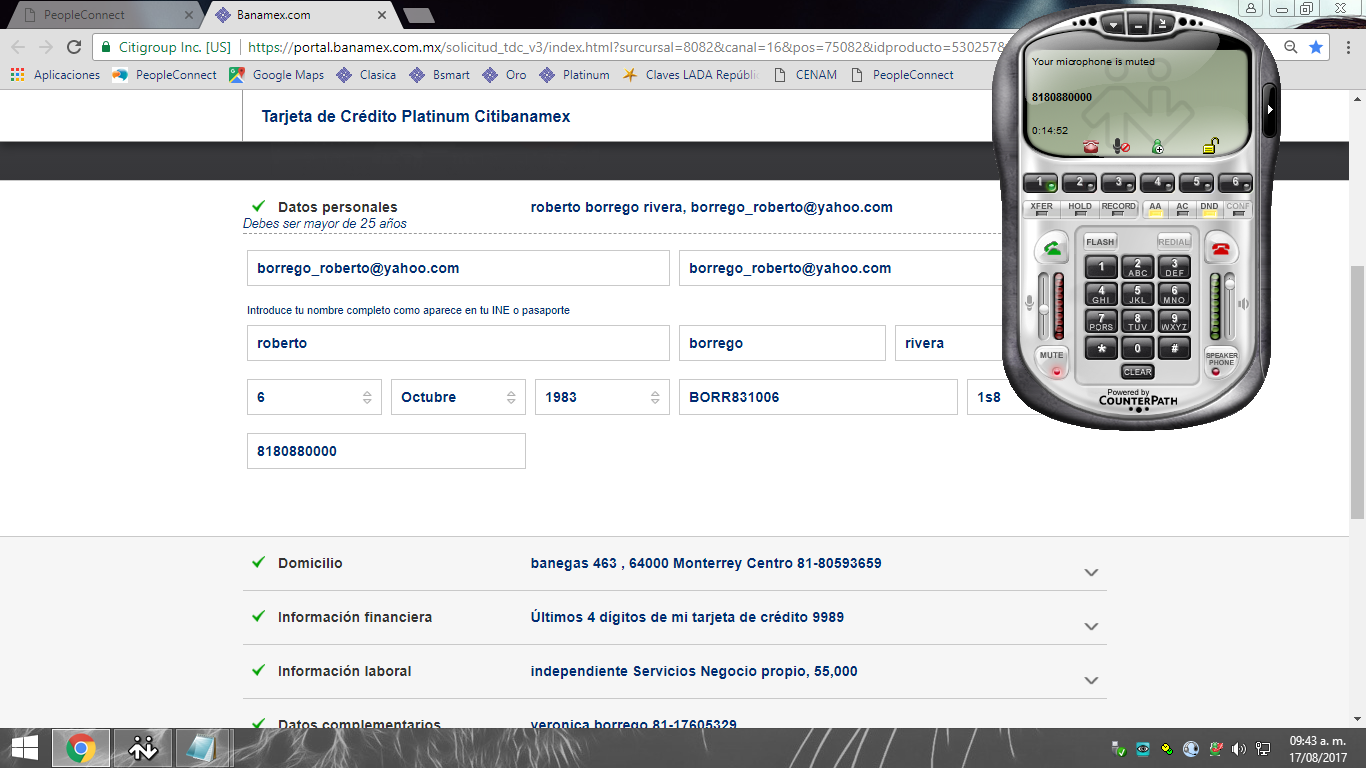 PeopleConnect
Banamex.com
Citigroup Inc. [US]
https://portal.banamex.com.mx/solicitud_tdc_v3/index.html?surcursal=8082&canal=16&pos=75082&idproducto=530257&
Aplicaciones PeopleConnect Google Maps Clasica Bsmart Oro Platinum Claves LADA Repúbli CENAM PeopleConnect
Tarjeta de Crédito Platinum Citibanamex
Datos personales roberto borrego rivera, borrego_roberto@yahoo.com
Debes ser mayor de 25 años
borrego_roberto@yahoo.com borrego_roberto@yahoo.com
Introduce tu nombre completo como aparece en tu INE o pasaporte
roberto borrego rivera
6 Octubre 1983 BORR831006 1s8
8180880000
Domicilio banegas 463 , 64000 Monterrey Centro 81-80593659
Información financiera Últimos 4 dígitos de mi tarjeta de crédito 9989
Información laboral independiente Servicios Negocio propio, 55,000
Datos complementarios veronica borrego 81-17605329
Your microphone is muted
8180880000
0:14:52
1 2 3 4 5 6
XFER HOLD RECORD AA AC DND CONF
FLASH REDIAL
1 2 ABC 3 DEF
4 GHI 5 JKL 6 MNO
7 PQRS 8 TUV 9 WXYZ
* 0 #
MUTE CLEAR SPEAKER PHONE
Powered by
COUNTERPATH
09:43 a. m.
17/08/2017